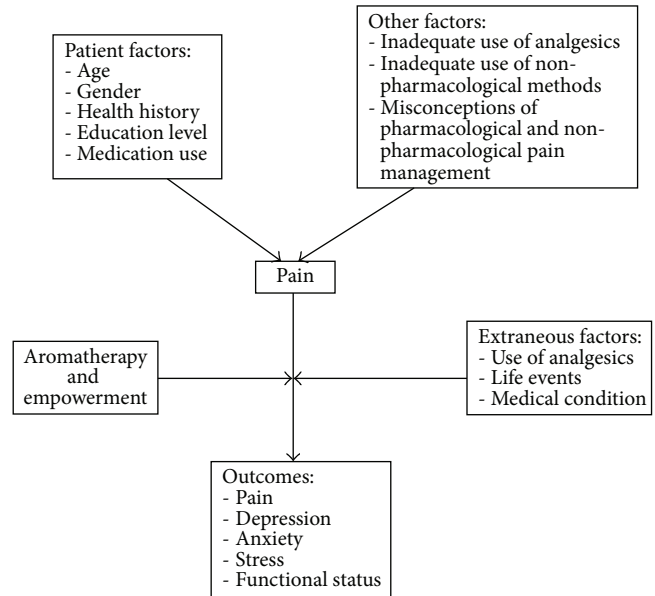 Patient factors:
- Age
- Gender
- Health history
- Education level
- Medication use
Other factors:
- Inadequate use of analgesics
- Inadequate use of non-
pharmacological methods
- Misconceptions of
pharmacological and non-
pharmacological pain
management
Pain
Aromatherapy
and
empowerment
Extraneous factors:
- Use of analgesics
- Life events
- Medical condition
Outcomes:
- Pain
- Depression
- Anxiety
- Stress
- Functional status